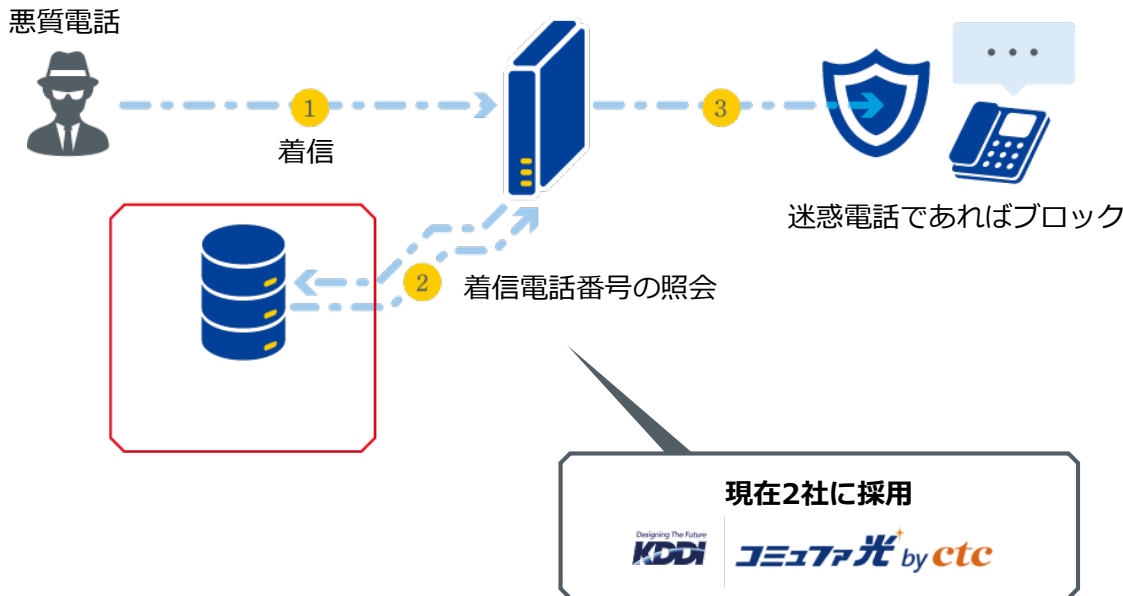 悪質電話
1
着信
3
迷惑電話であればブロック
2
着信電話番号の照会
現在2社に採用
Designing The Future
KDDI
コミュファ光 by ctc